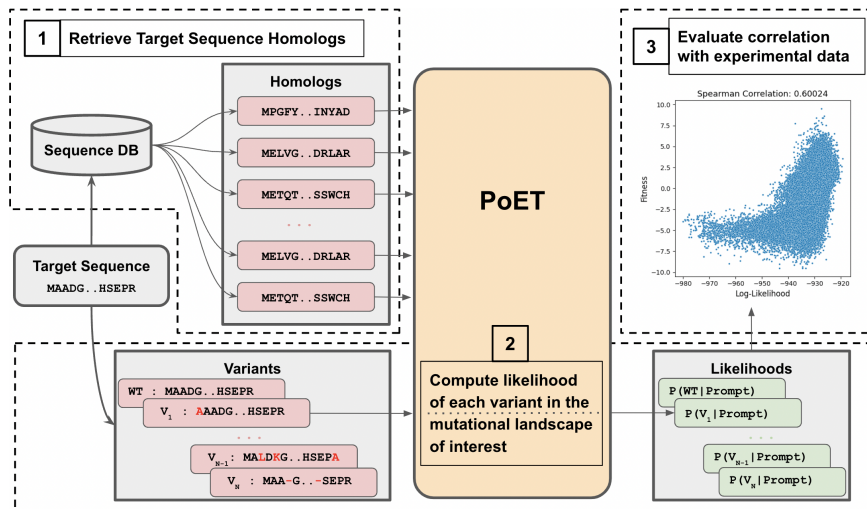 1
Retrieve Target Sequence Homologs
Homologs
MPGFY..INYAD
MELVG..DRLAR
METQT..SSWCH
...
MELVG..DRLAR
METQT..SSWCH
Sequence DB
Target Sequence
MAADG..HSEPR
PoET
2
Compute likelihood
of each variant in the
mutational landscape
of interest
3
Evaluate correlation
with experimental data
Spearman Correlation: 0.60024
Fitness
10.0
7.5
5.0
2.5
0.0
−2.5
−5.0
−7.5
−10.0
−980 −970 −960 −950 −940 −930 −920
Log-Likelihood
Variants
WT : MAADG..HSEPR
V1 : AAADG..HSEPR
...
VN-1: MALDKG..HSEPA
VN : MAA-G..-SEPR
Likelihoods
P(WT|Prompt)
P(V1|Prompt)
...
P(VN-1|Prompt)
P(VN|Prompt)